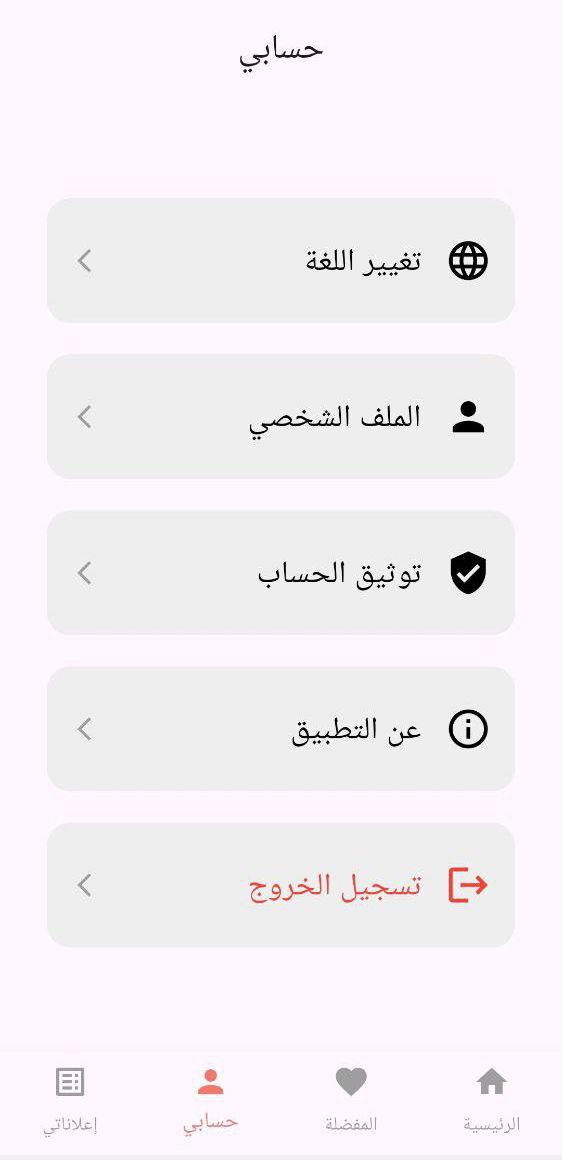 حسابي
تغيير اللغة
الملف الشخصي
توثيق الحساب
عن التطبيق
تسجيل الخروج
الرئيسية
المفضلة
حسابي
إعلاناتي